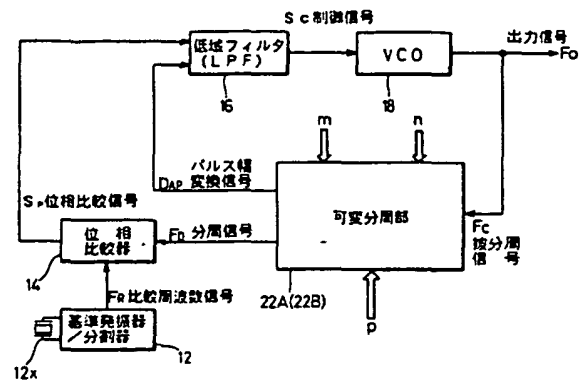 Sc制御信号
低域フィルタ
(LPF)
16
VCO
18
出力信号
Fo
m
n
パルス幅
変換信号
DAP
SP位相比較信号
可変分周部
FC
被分周
信号
FD 分周信号
位相
比較器
14
22A(22B)
p
FR比較周波数信号
基準発振器
/分割器
12
12x